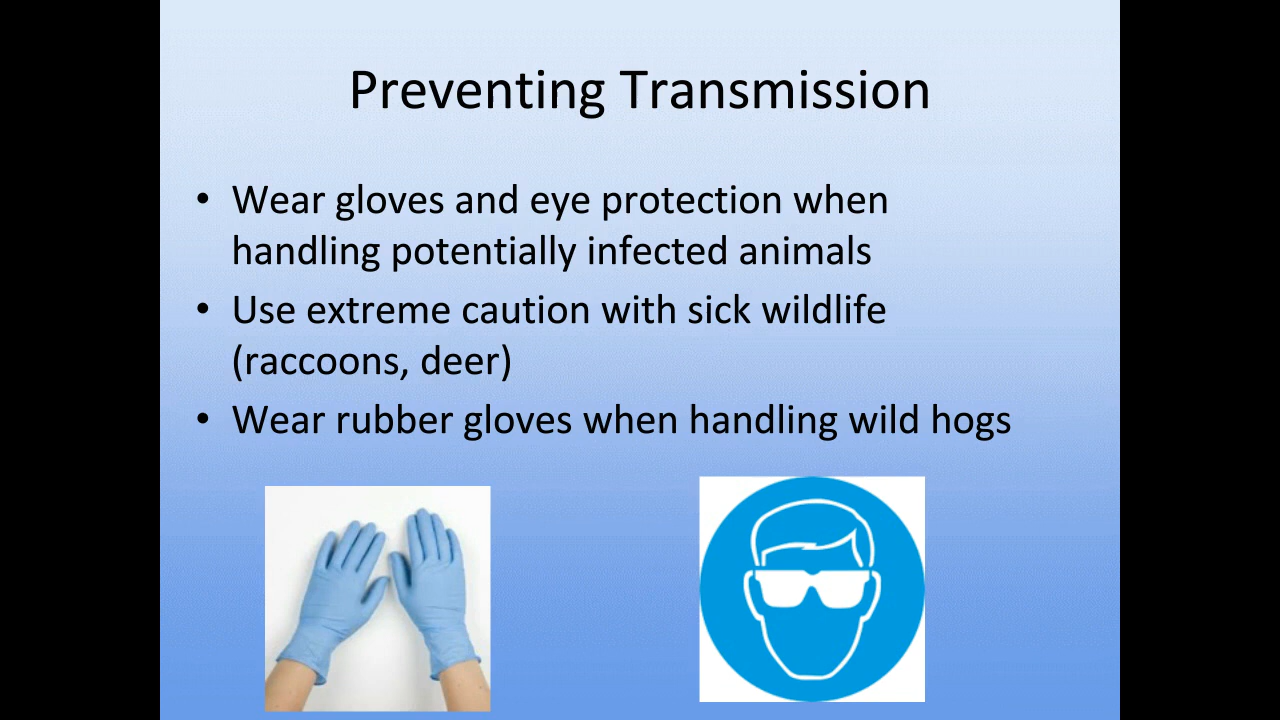 Preventing Transmission
• Wear gloves and eye protection when
handling potentially infected animals
• Use extreme caution with sick wildlife
(raccoons, deer)
• Wear rubber gloves when handling wild hogs